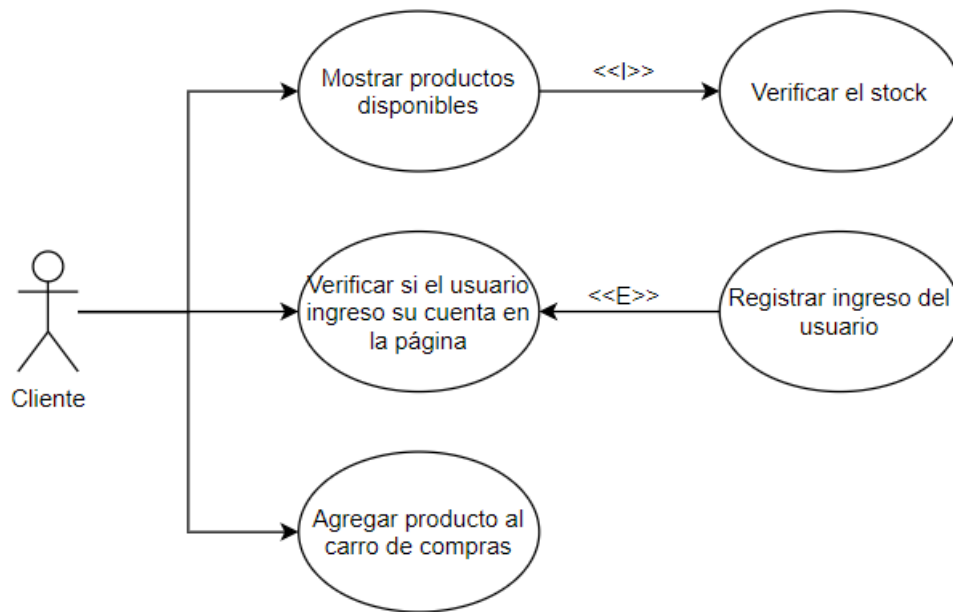 Mostrar productos
disponibles
<<I>>
Verificar el stock
Verificar si el usuario
ingreso su cuenta en
la página
<<E>>
Registrar ingreso del
usuario
Cliente
Agregar producto al
carro de compras